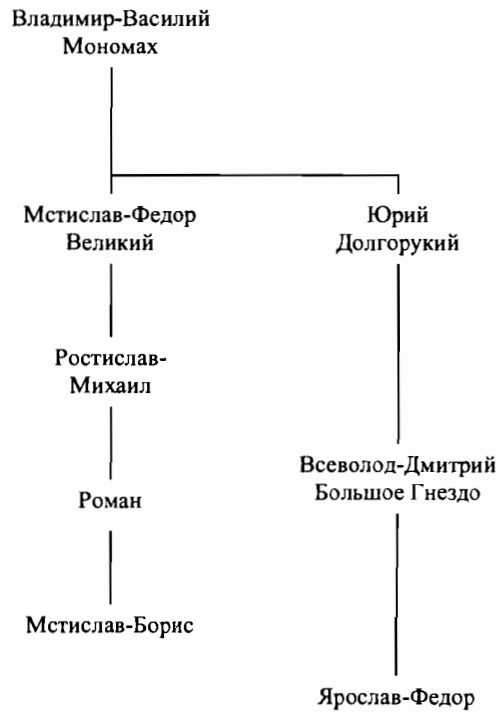 Владимир-Василий
Мономах
Мстислав-Федор
Великий
Юрий
Долгорукий
Ростислав-
Михаил
Всеволод-Дмитрий
Большое Гнездо
Роман
Мстислав-Борис
Ярослав-Федор